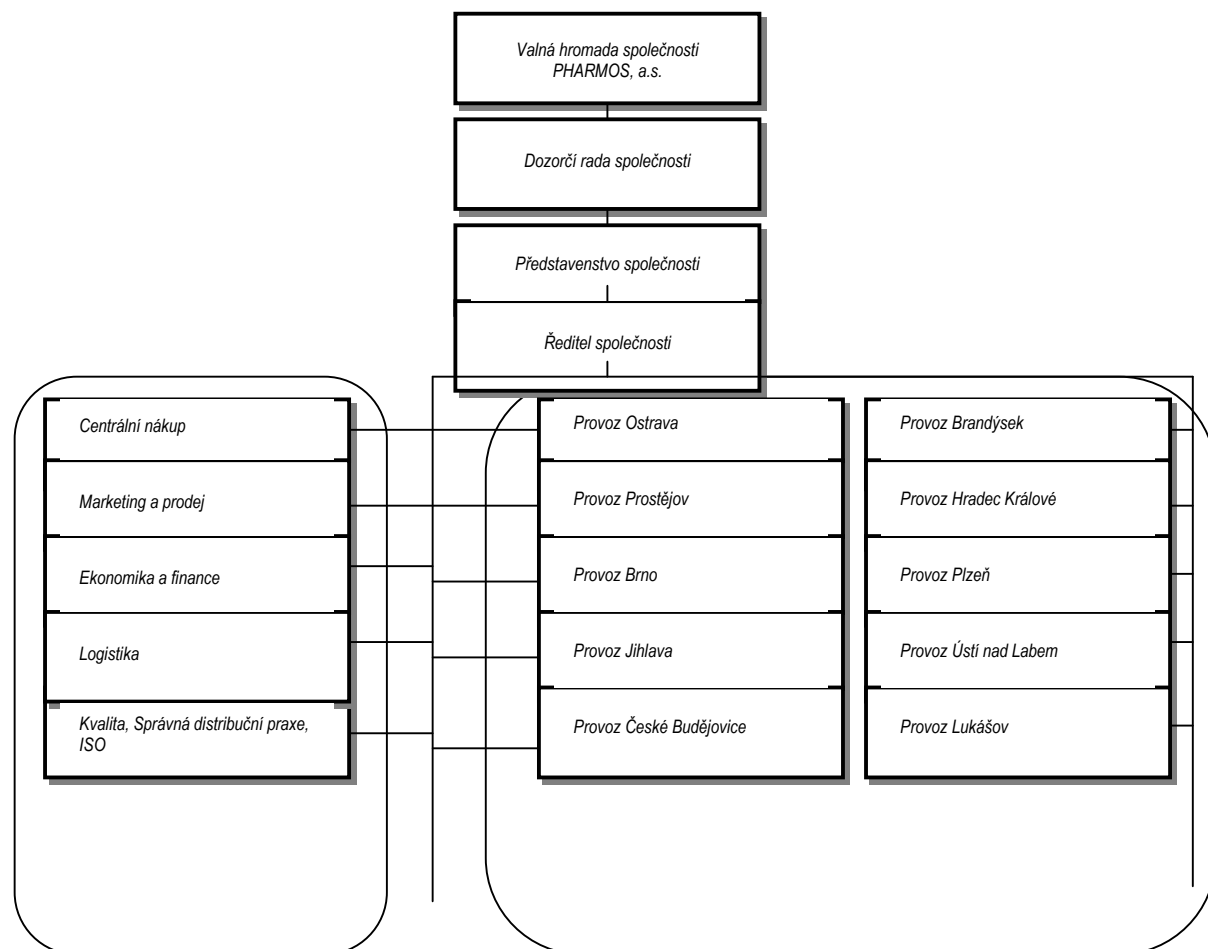 Valná hromada společnosti
PHARMOS, a.s.
Dozorčí rada společnosti
Představenstvo společnosti
Ředitel společnosti
Centrální nákup
Marketing a prodej
Ekonomika a finance
Logistika
Kvalita, Správná distribuční praxe,
ISO
Provoz Ostrava
Provoz Prostějov
Provoz Brno
Provoz Jihlava
Provoz České Budějovice
Provoz Brandýsek
Provoz Hradec Králové
Provoz Plzeň
Provoz Ústí nad Labem
Provoz Lukášov